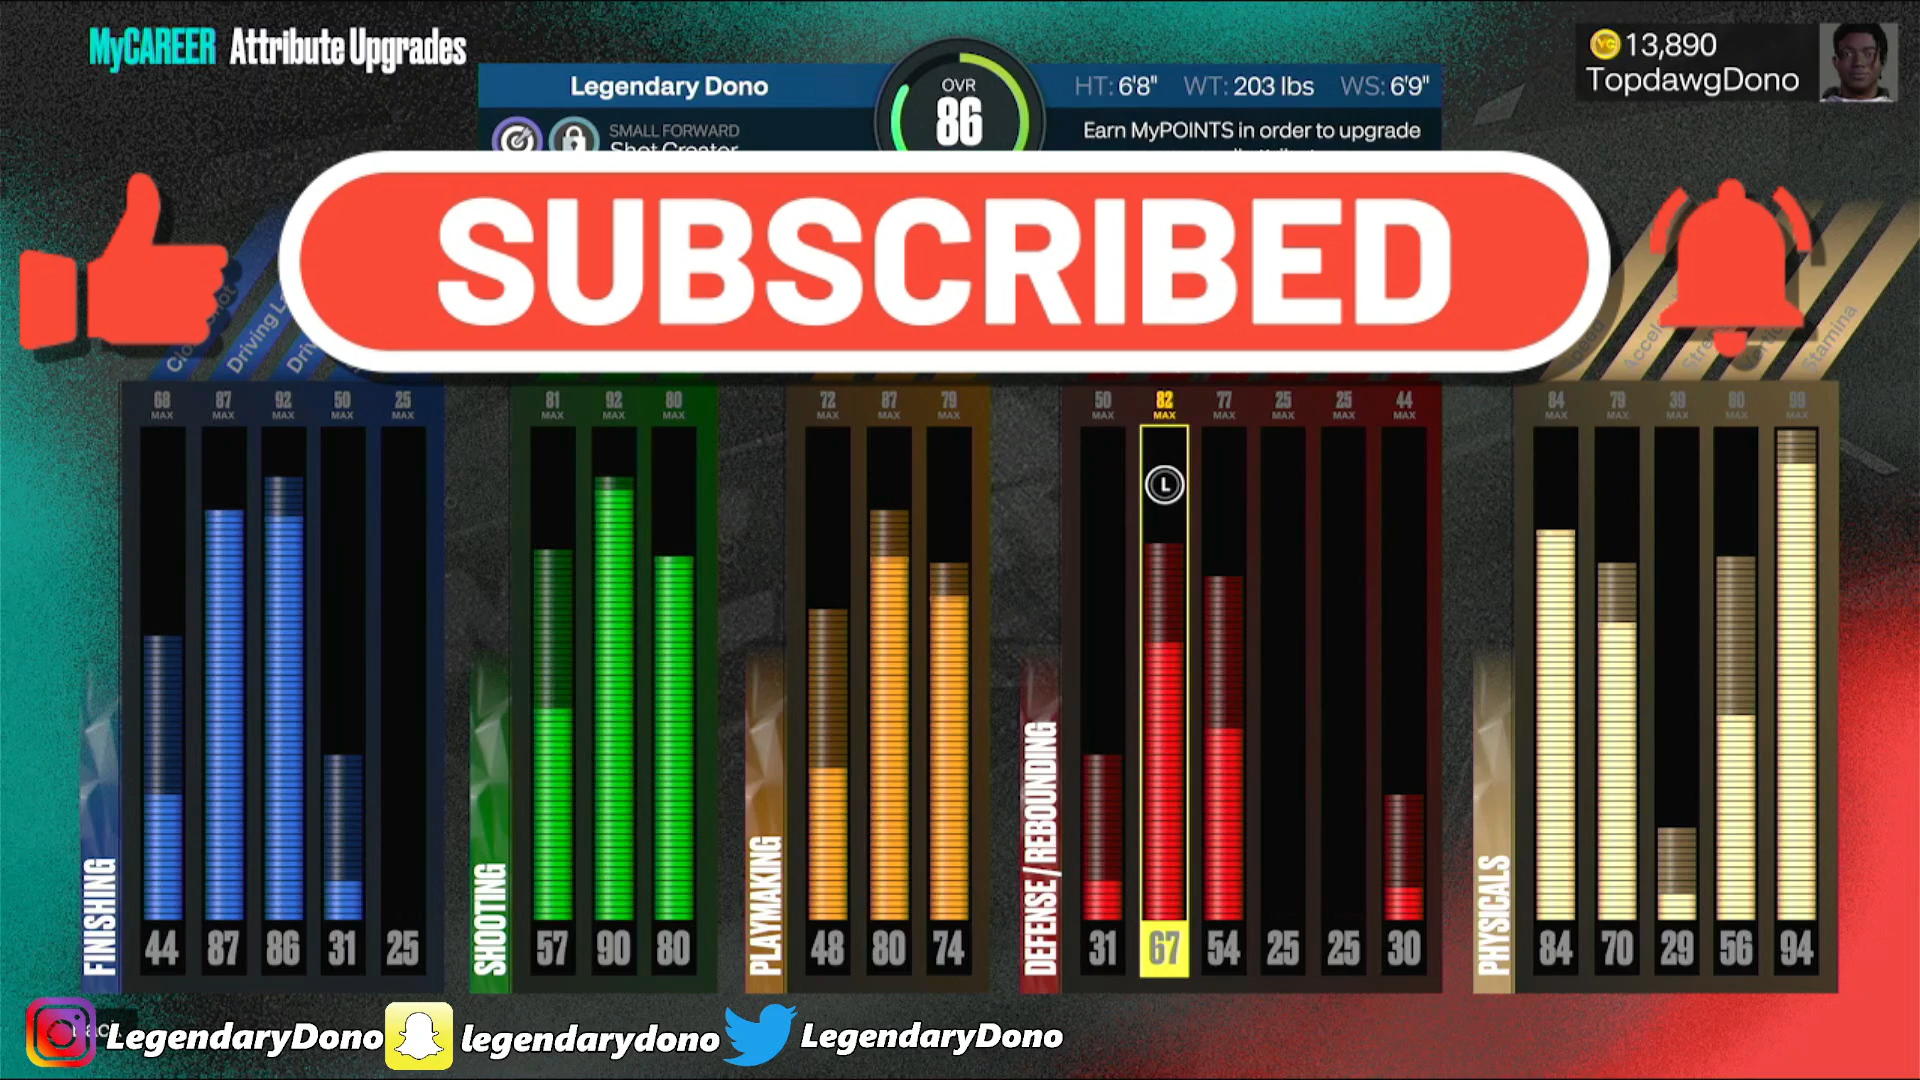 MyCAREER Attribute Upgrades
Legendary Dono
OVR
86
HT: 6'8" WT: 203 lbs WS: 6'9"
VC 13,890
TopdawgDono
SMALL FORWARD
Shot Creator
Earn MyPOINTS in order to upgrade
SUBSCRIBED
Driving
Stamina
68 MAX 87 MAX 92 MAX 50 MAX 25 MAX
81 MAX 92 MAX 80 MAX
72 MAX 87 MAX 79 MAX
50 MAX 82 MAX 77 MAX 25 MAX 25 MAX 44 MAX
84 MAX 79 MAX 39 MAX 80 MAX 99 MAX
L
FINISHING
44 87 86 31 25
SHOOTING
57 90 80
PLAYMAKING
48 80 74
DEFENSE/REBOUNDING
31 67 54 25 25 30
PHYSICALS
84 70 29 56 94
LegendaryDono legendarydono LegendaryDono